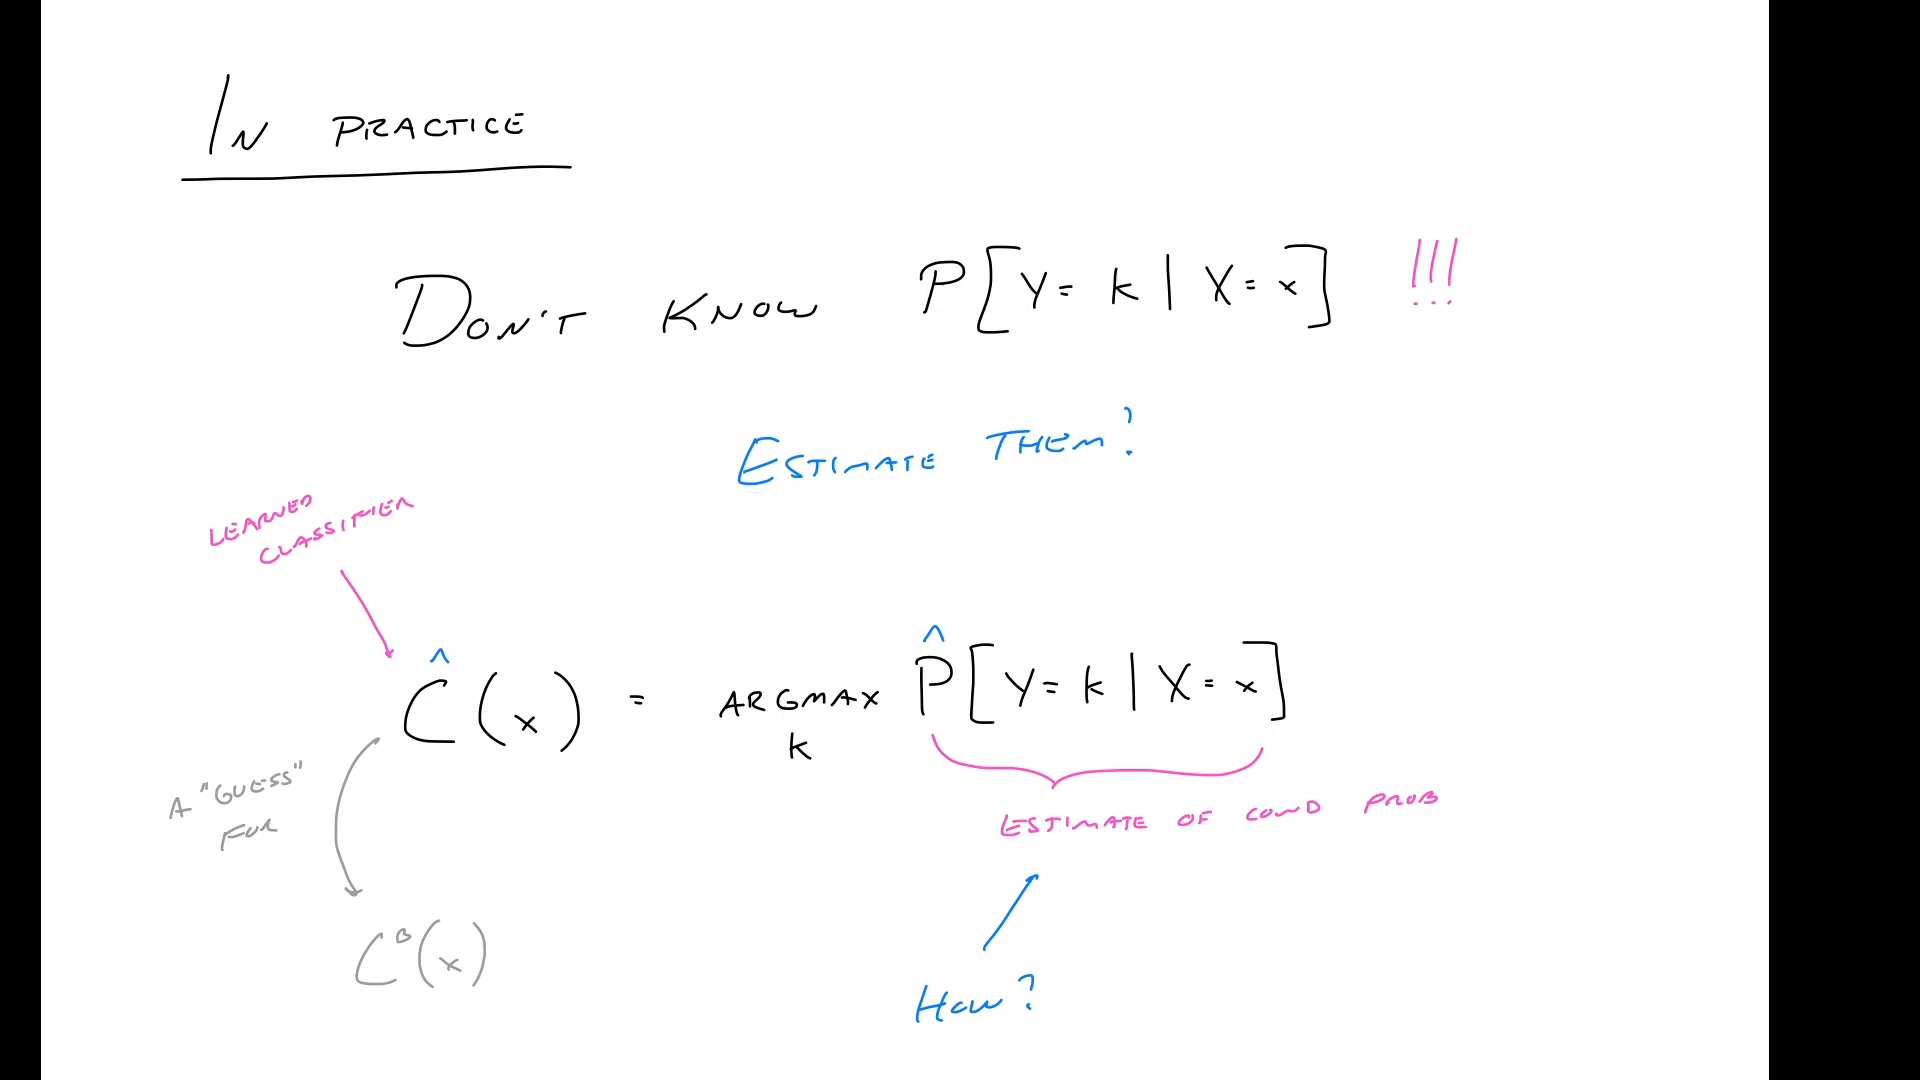 IN PRACTICE
DON'T KNOW P[Y = k | X = x] !!!
ESTIMATE THEM?
LEARNED
CLASSIFIER
Ĉ(x) = ARGMAX P̂[Y = k | X = x]
k
A "GUESS"
FOR
ESTIMATE OF COND PROB
C^B(x)
HOW?